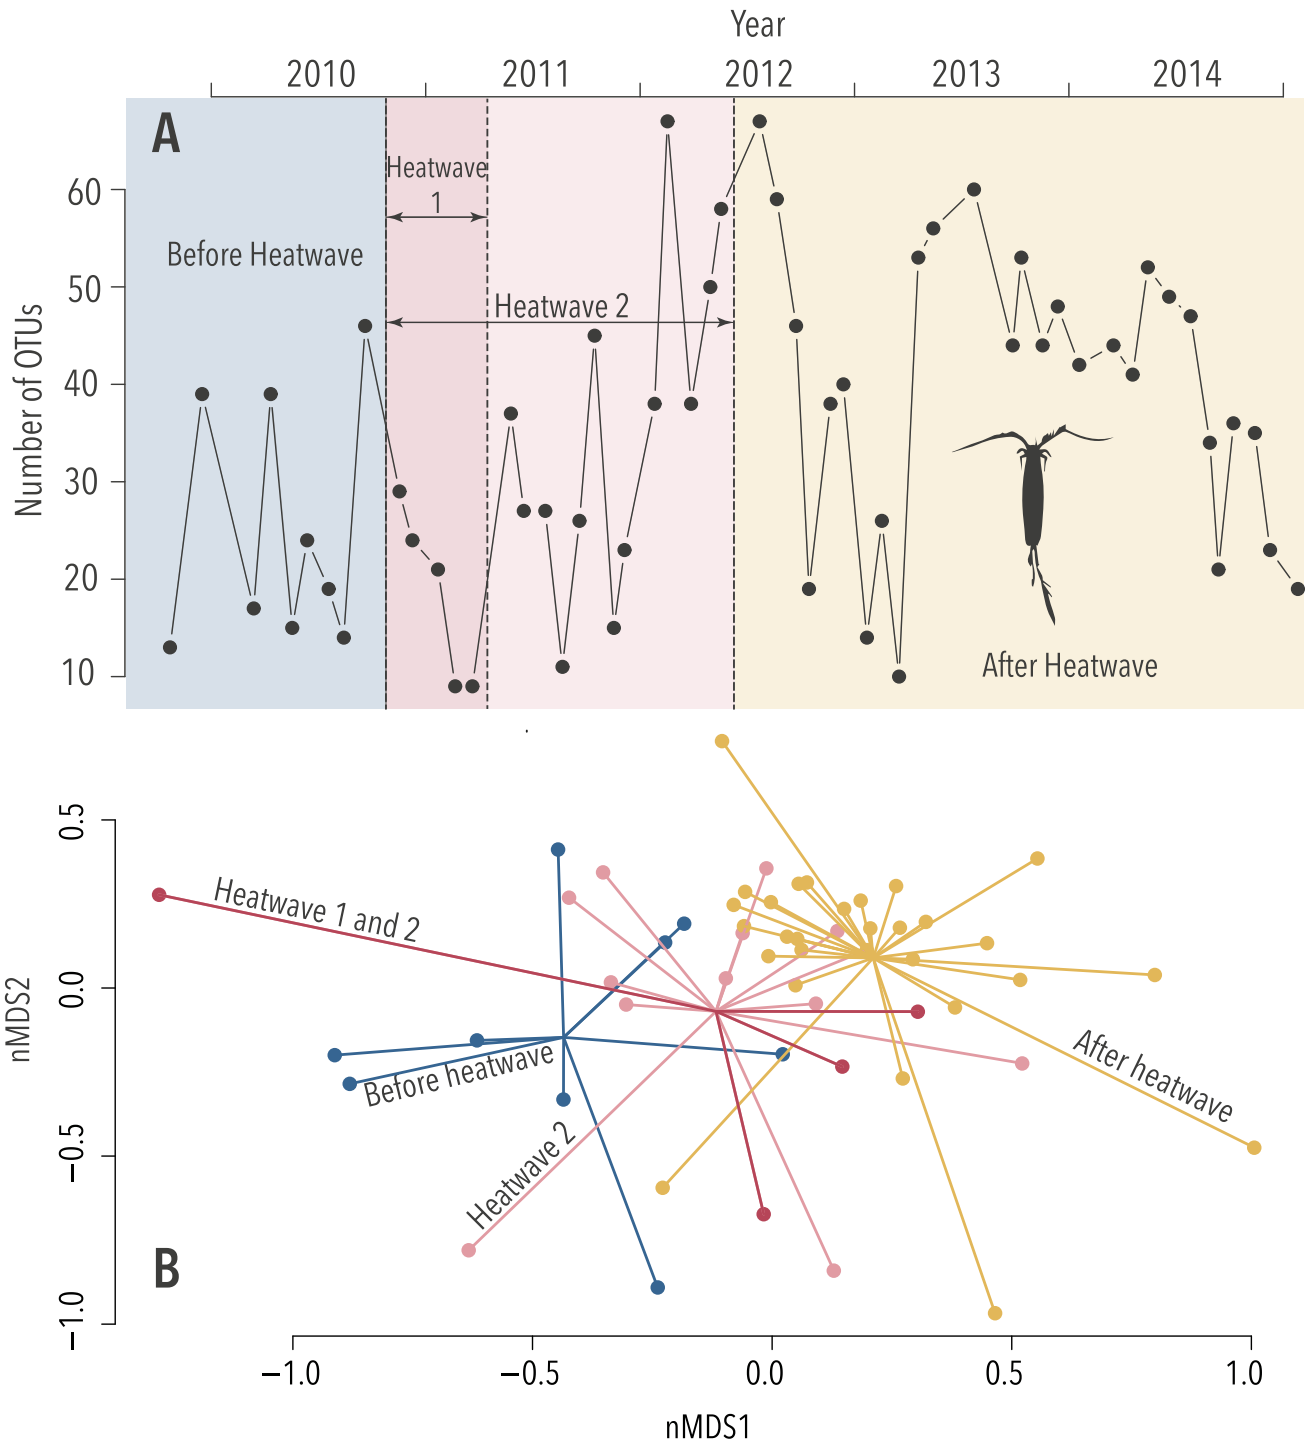 Year
2010 2011 2012 2013 2014
A
Heatwave
1
60
Before Heatwave
50
Heatwave 2
40
30
20
10
After Heatwave
Number of OTUs
0.5
0.0
−0.5
−1.0
nMDS2
Heatwave 1 and 2
Before heatwave
Heatwave 2
After heatwave
B
−1.0 −0.5 0.0 0.5 1.0
nMDS1